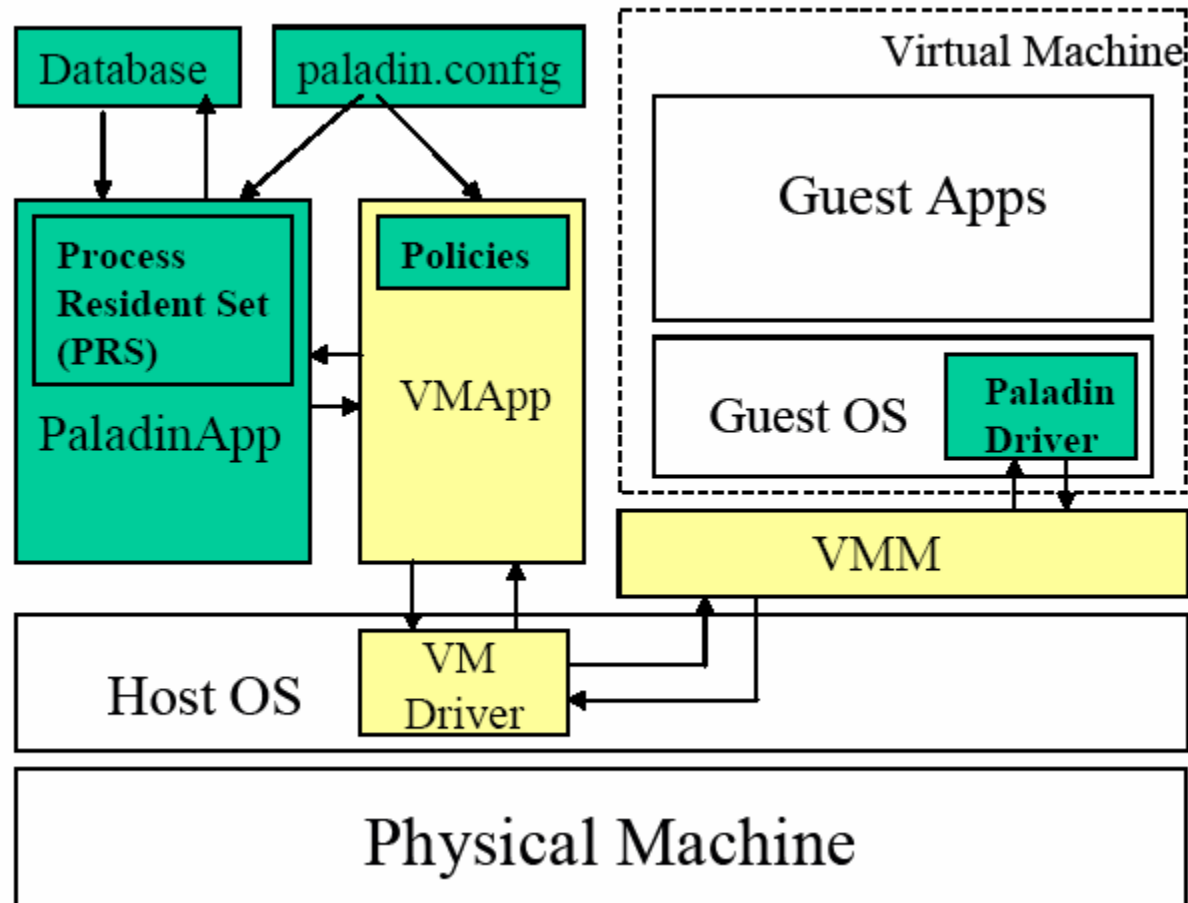 Database
paladin.config
Virtual Machine
Guest Apps
Process
Resident Set
(PRS)
PaladinApp
Policies
VMApp
Guest OS
Paladin
Driver
VMM
Host OS
VM
Driver
Physical Machine